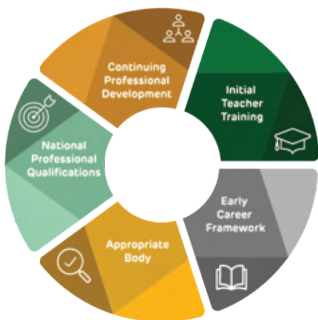 Continuing
Professional
Development
Initial
Teacher
Training
National
Professional
Qualifications
Early
Career
Framework
Appropriate
Body